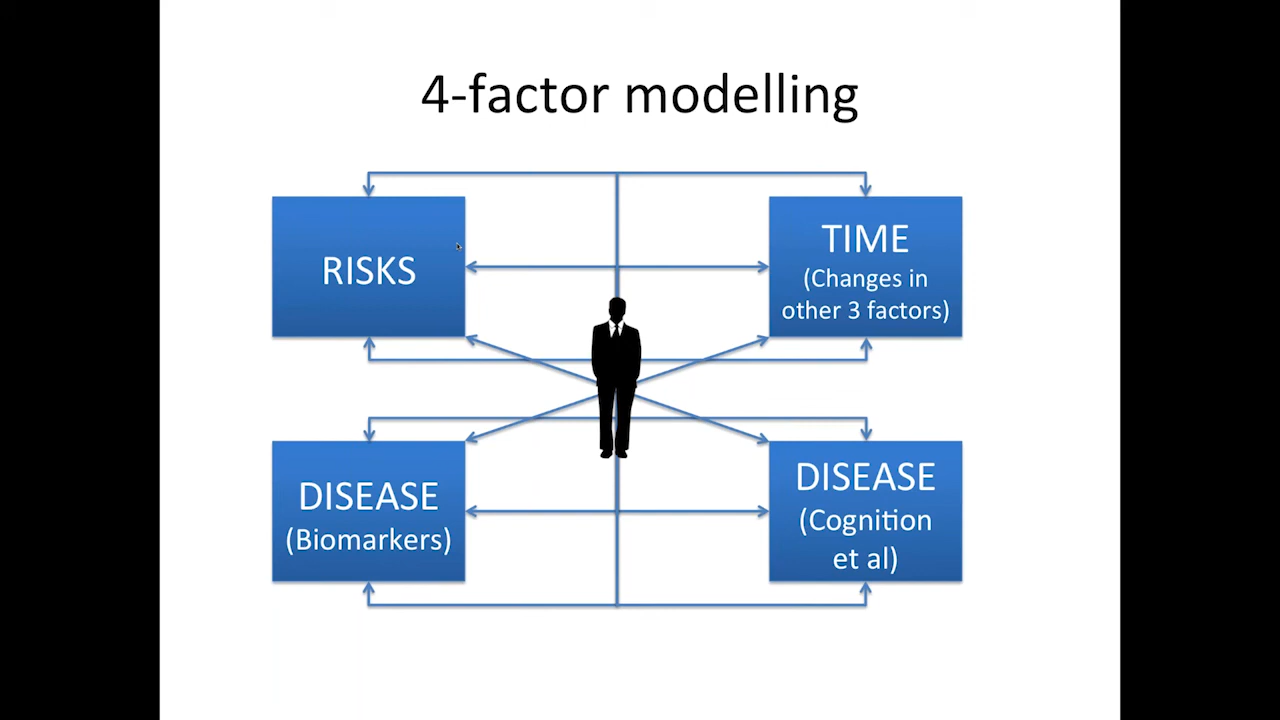 4-factor modelling
RISKS
TIME
(Changes in
other 3 factors)
DISEASE
(Biomarkers)
DISEASE
(Cognition
et al)